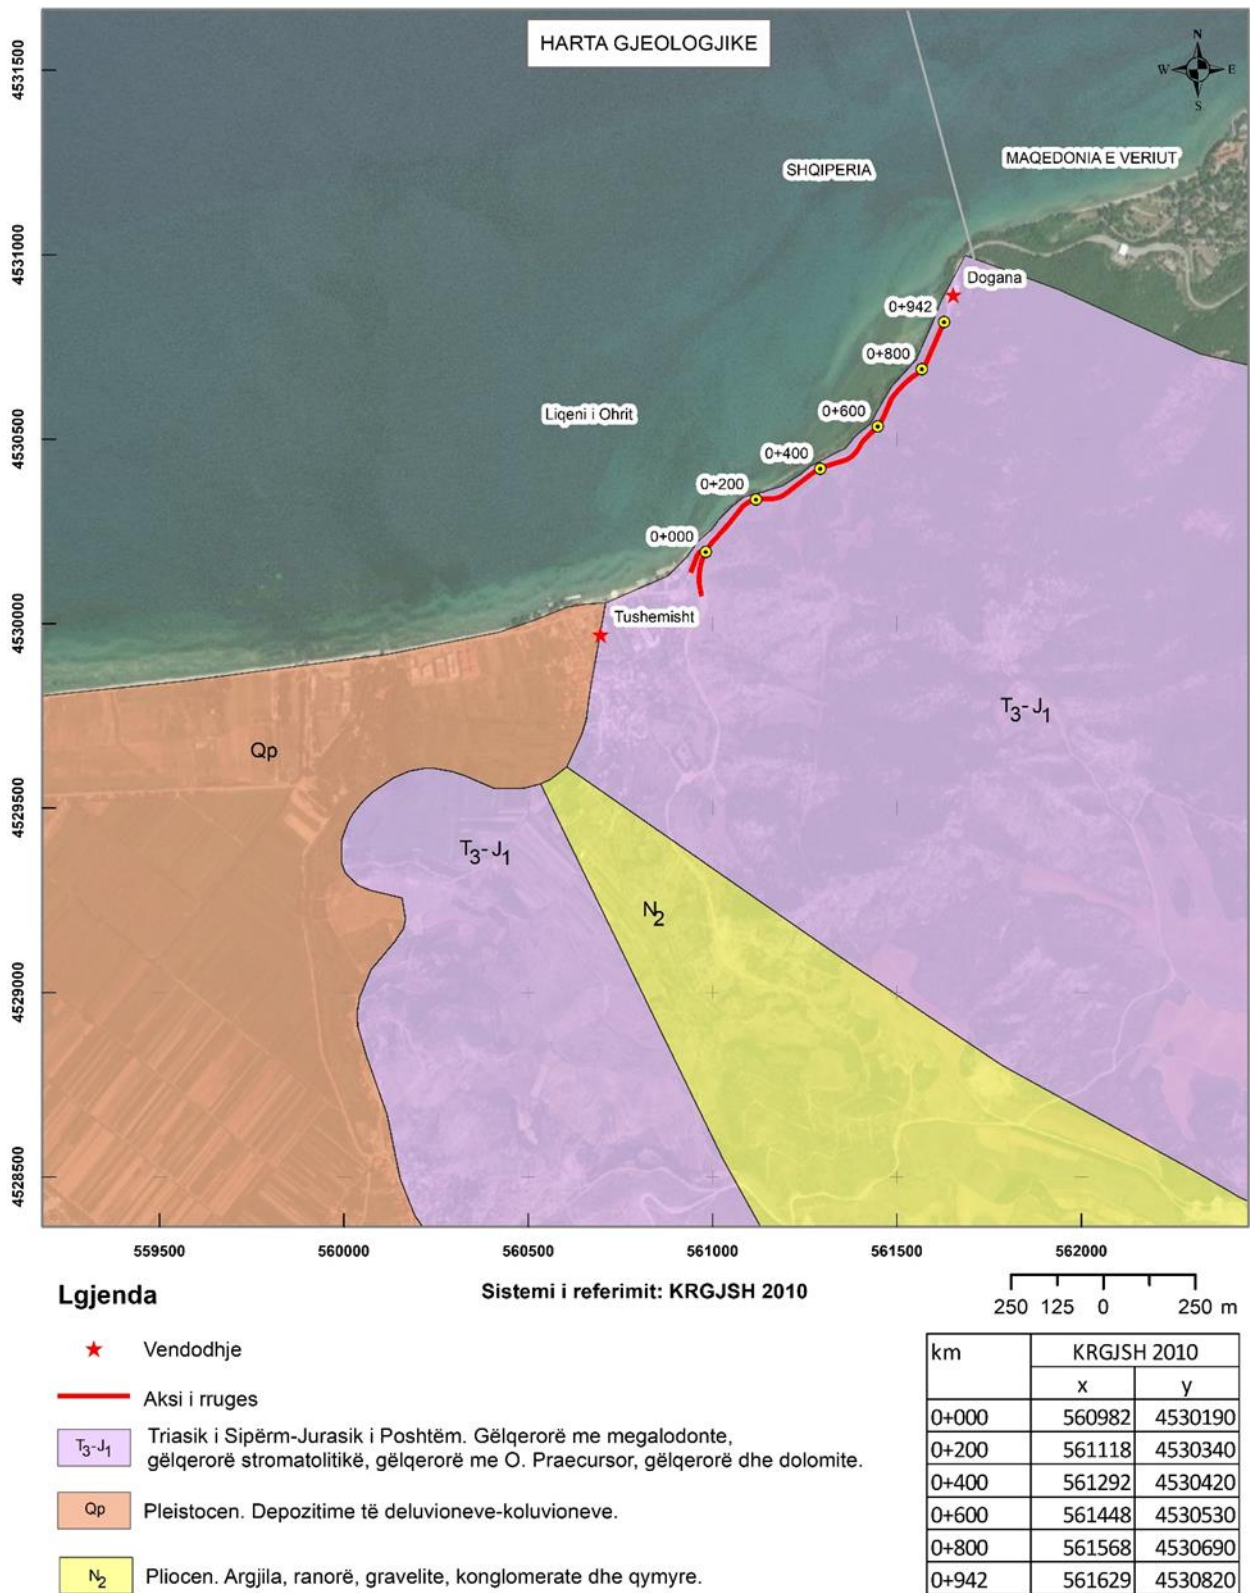 HARTA GJEOLOGJIKE
N
W E
S
SHQIPERIA
MAQEDONIA E VERIUT
Dogana
0+942
0+800
Liqeni i Ohrit
0+600
0+400
0+200
0+000
Tushemisht
T3-J1
Qp
T3-J1
N2
4531500
4531000
4530500
4530000
4529500
4529000
4528500
559500 560000 560500 561000 561500 562000
Lgjenda
Sistemi i referimit: KRGJSH 2010
250 125 0 250 m
Vendodhje
Aksi i rruges
T3-J1 Triasik i Sipërm-Jurasik i Poshtëm. Gëlqerorë me megalodonte,
gëlqerorë stromatolitikë, gëlqerorë me O. Praecursor, gëlqerorë dhe dolomite.
Qp Pleistocen. Depozitime të deluvioneve-koluvioneve.
N2 Pliocen. Argjila, ranorë, gravelite, konglomerate dhe qymyre.
km KRGJSH 2010
x y
0+000 560982 4530190
0+200 561118 4530340
0+400 561292 4530420
0+600 561448 4530530
0+800 561568 4530690
0+942 561629 4530820